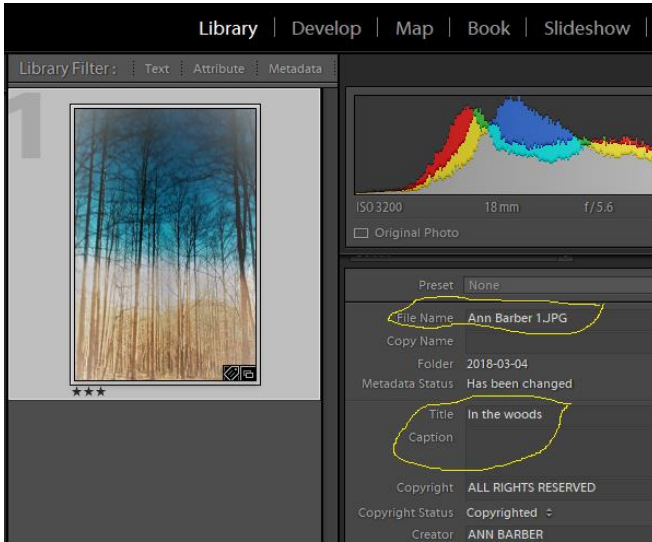 Library | Develop | Map | Book | Slideshow |
Library Filter : Text Attribute Metadata
1
ISO 3200 18 mm f / 5.6
Original Photo
Preset None
File Name Ann Barber 1.JPG
Copy Name
Folder 2018-03-04
Metadata Status Has been changed
Title In the woods
Caption
Copyright ALL RIGHTS RESERVED
Copyright Status Copyrighted
Creator ANN BARBER